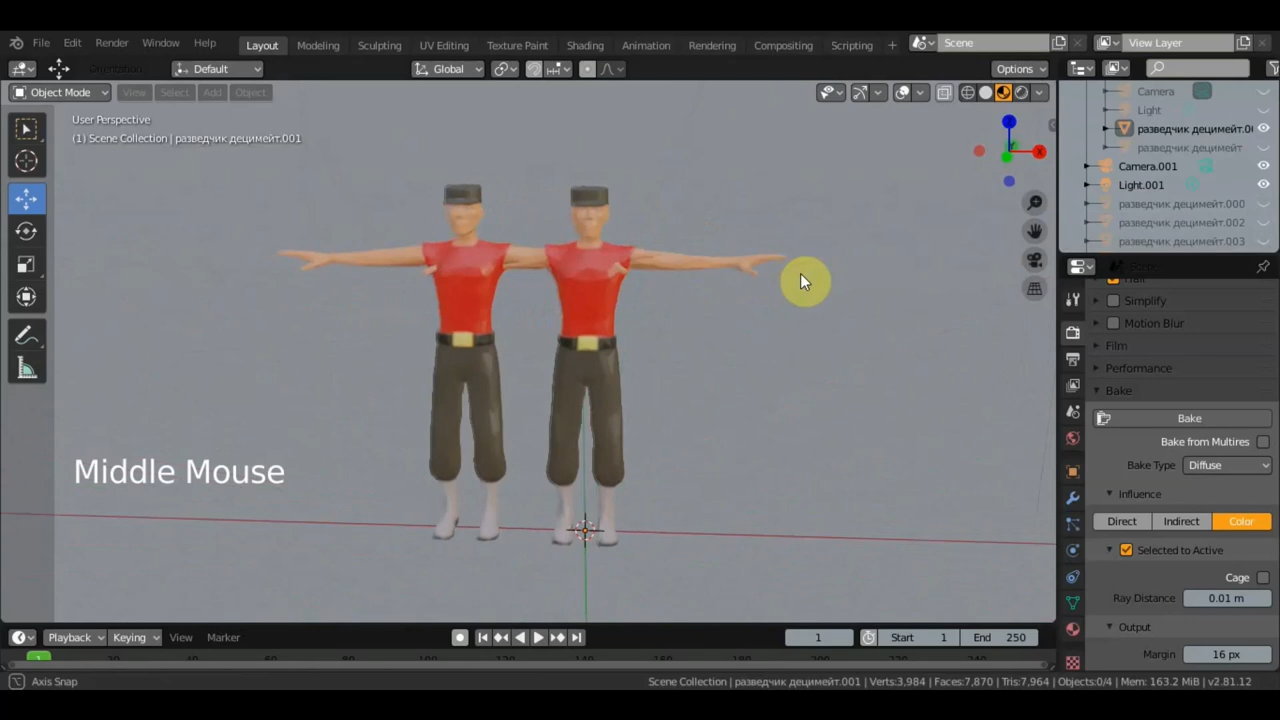 File Edit Render Window Help Layout Modeling Sculpting UV Editing Texture Paint Shading Animation Rendering Compositing Scripting + Scene View Layer
Default Global Options
Object Mode View Select Add Object
User Perspective
(1) Scene Collection | разведчик децимейт.001
X
Camera
Light
разведчик децимейт.00
разведчик децимейт
Camera.001
Light.001
разведчик децимейт.000
разведчик децимейт.002
разведчик децимейт.003
Simplify
Motion Blur
Film
Performance
Bake
Bake
Bake from Multires
Bake Type Diffuse
Influence
Direct Indirect Color
Selected to Active
Cage
Ray Distance 0.01 m
Output
Margin 16 px
Middle Mouse
Playback Keying View Marker 1 Start 1 End 250
Axis Snap Scene Collection | разведчик децимейт.001 | Verts:3,984 | Faces:7,870 | Tris:7,964 | Objects:0/4 | Mem: 163.2 MiB | v2.81.12